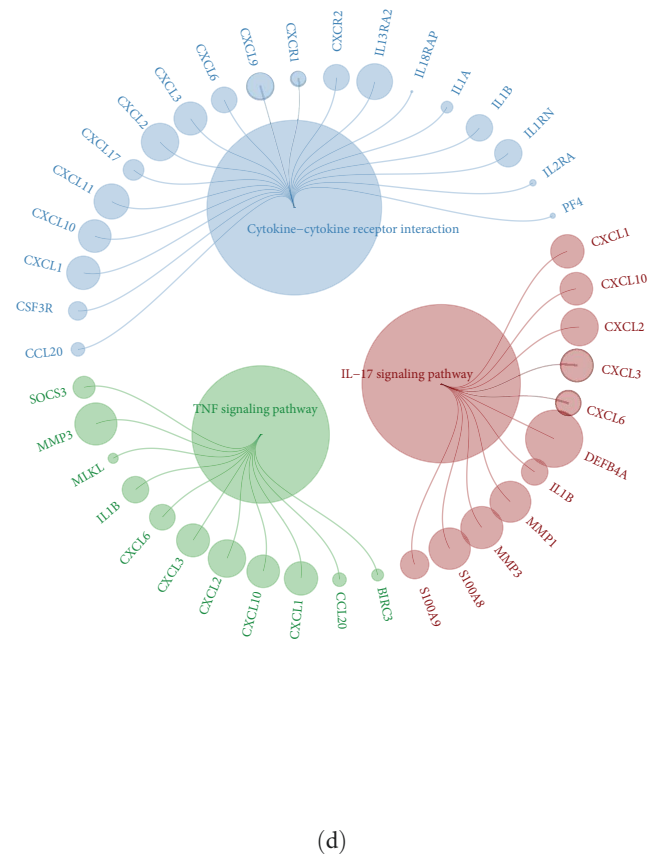 CCL20
CSF3R
CXCL1
CXCL10
CXCL11
CXCL17
CXCL2
CXCL3
CXCL6
CXCL9
CXCR1
CXCR2
IL13RA2
IL18RAP
IL1A
IL1B
IL1RN
IL2RA
PF4
Cytokine−cytokine receptor interaction
CXCL1
CXCL10
CXCL2
CXCL3
CXCL6
DEFB4A
IL1B
MMP1
MMP3
S100A8
S100A9
IL−17 signaling pathway
BIRC3
CCL20
CXCL1
CXCL10
CXCL2
CXCL3
CXCL6
IL1B
MLKL
MMP3
SOCS3
TNF signaling pathway
(d)